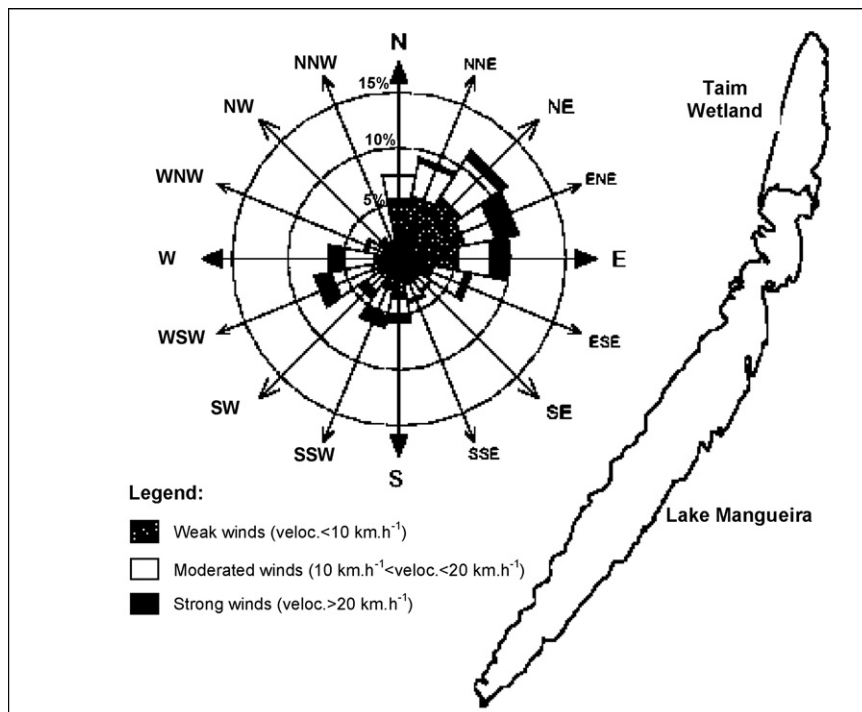 N
NNW
NNE
15%
NW
NE
10%
WNW
ENE
5%
W
E
WSW
ESE
SW
SE
SSW
SSE
S
Taim
Wetland
Lake Mangueira
Legend:
Weak winds (veloc.<10 km.h⁻¹)
Moderated winds (10 km.h⁻¹<veloc.<20 km.h⁻¹)
Strong winds (veloc.>20 km.h⁻¹)